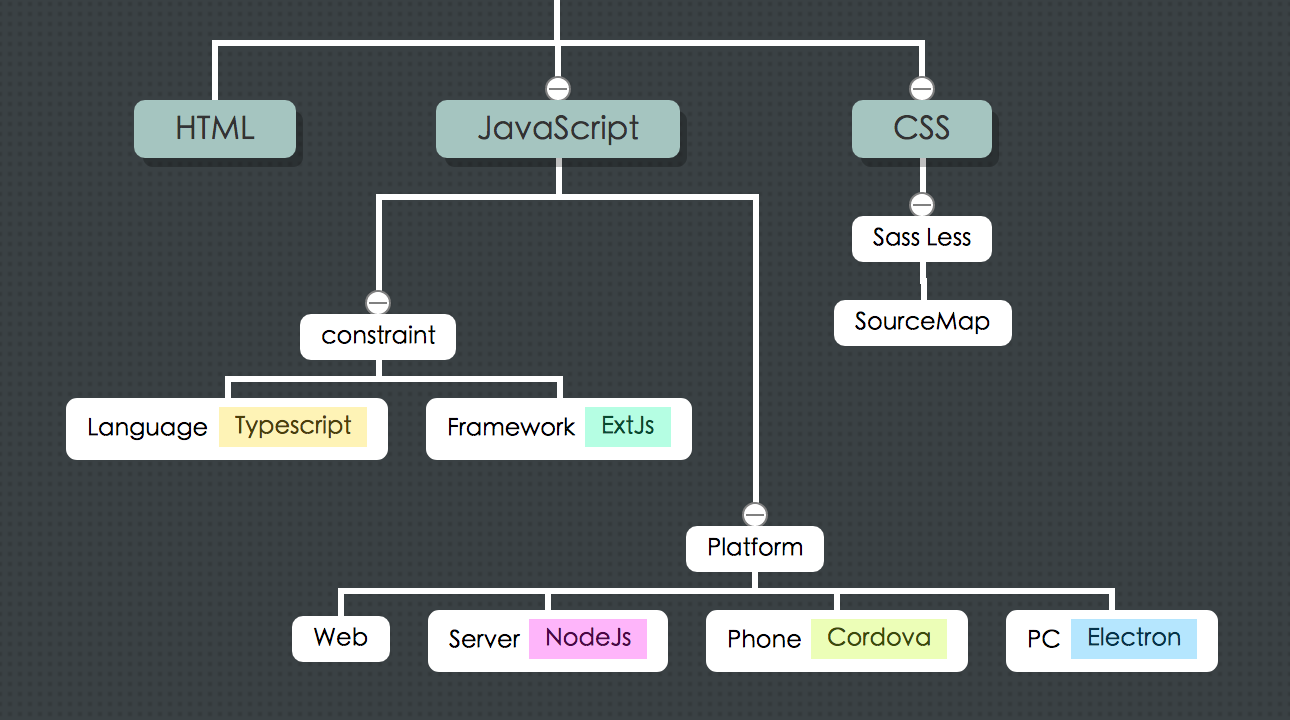 HTML
JavaScript
CSS
Sass Less
SourceMap
constraint
Language Typescript
Framework ExtJs
Platform
Web
Server NodeJs
Phone Cordova
PC Electron